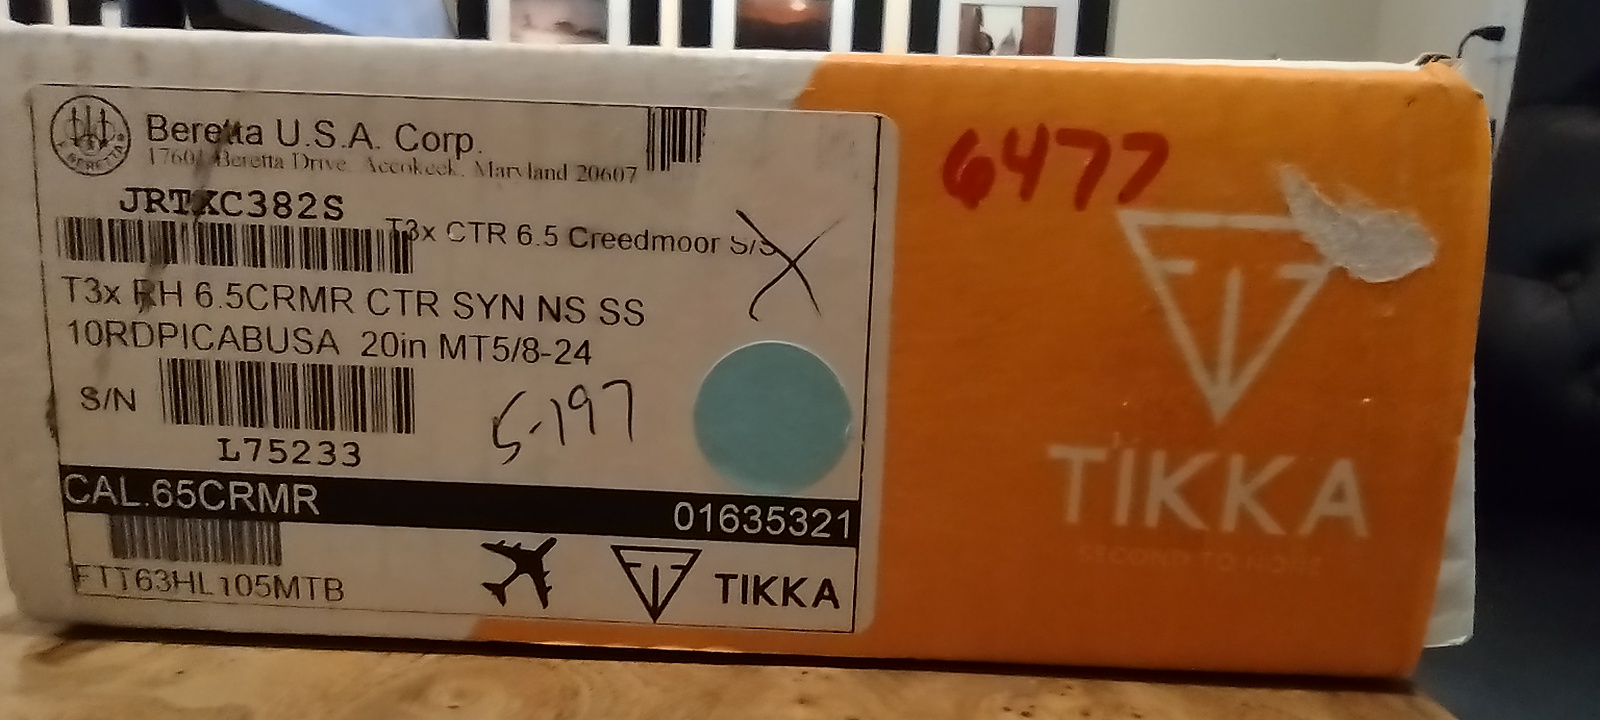 Beretta U.S.A. Corp.
17601 Beretta Drive, Accokeek, Maryland 20607
JRTXC382S
T3x CTR 6.5 Creedmoor S/S
T3x RH 6.5CRMR CTR SYN NS SS
10RDPICABUSA 20in MT5/8-24
S/N
L75233
5-197
CAL.65CRMR
01635321
FTT63HL105MTB
TIKKA
6477
TIKKA
SECOND TO NONE